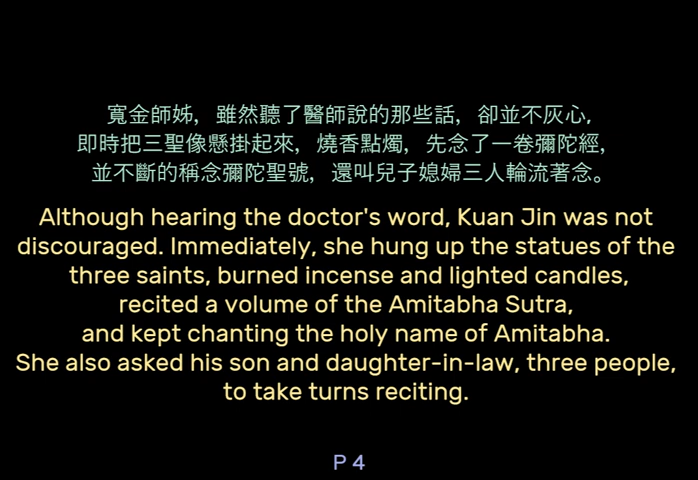 寬金師姊，雖然聽了醫師說的那些話，卻並不灰心，
即時把三聖像懸掛起來，燒香點燭，先念了一卷彌陀經，
並不斷的稱念彌陀聖號，還叫兒子媳婦三人輪流著念。
Although hearing the doctor's word, Kuan Jin was not
discouraged. Immediately, she hung up the statues of the
three saints, burned incense and lighted candles,
recited a volume of the Amitabha Sutra,
and kept chanting the holy name of Amitabha.
She also asked his son and daughter-in-law, three people,
to take turns reciting.
P 4